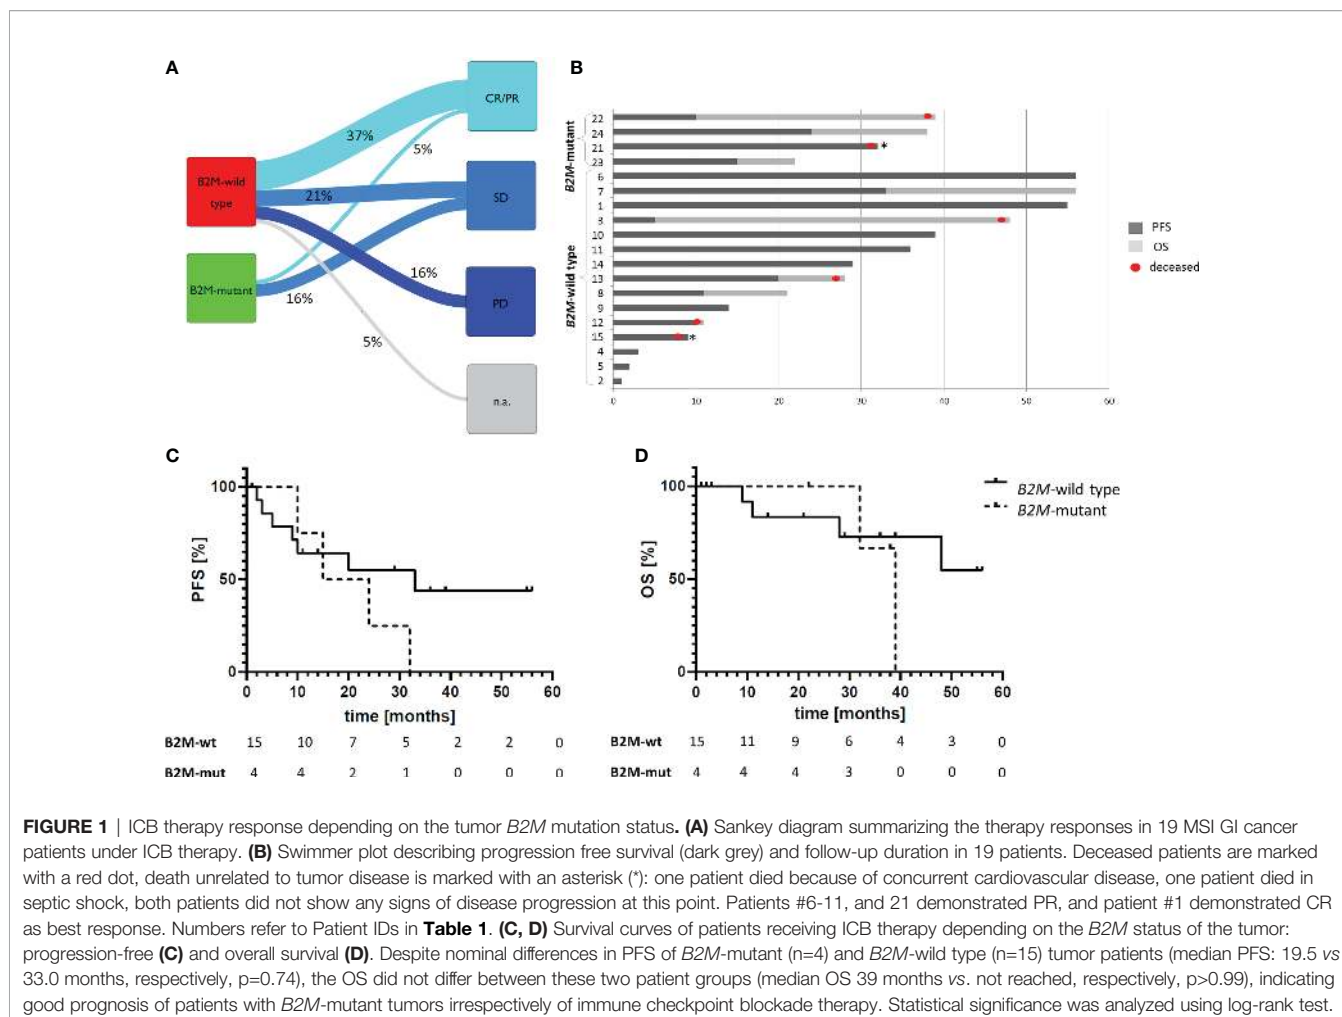 A
B2M-wild
type
B2M-mutant
37%
5%
21%
16%
16%
5%
CR/PR
SD
PD
n.a.
B
B2M-mutant
B2M-wild type
22
24
21
*
23
6
7
1
3
10
11
14
13
8
9
12
15
*
4
5
2
0 10 20 30 40 50 60
PFS
OS
deceased
C
PFS [%]
100
50
0
0 10 20 30 40 50 60
time [months]
B2M-wt 15 10 7 5 2 2 0
B2M-mut 4 4 2 1 0 0 0
D
OS [%]
100
50
0
0 10 20 30 40 50 60
time [months]
B2M-wt 15 11 9 6 4 3 0
B2M-mut 4 4 4 3 0 0 0
B2M-wild type
B2M-mutant
FIGURE 1 | ICB therapy response depending on the tumor B2M mutation status. (A) Sankey diagram summarizing the therapy responses in 19 MSI GI cancer
patients under ICB therapy. (B) Swimmer plot describing progression free survival (dark grey) and follow-up duration in 19 patients. Deceased patients are marked
with a red dot, death unrelated to tumor disease is marked with an asterisk (*): one patient died because of concurrent cardiovascular disease, one patient died in
septic shock, both patients did not show any signs of disease progression at this point. Patients #6-11, and 21 demonstrated PR, and patient #1 demonstrated CR
as best response. Numbers refer to Patient IDs in Table 1. (C, D) Survival curves of patients receiving ICB therapy depending on the B2M status of the tumor:
progression-free (C) and overall survival (D). Despite nominal differences in PFS of B2M-mutant (n=4) and B2M-wild type (n=15) tumor patients (median PFS: 19.5 vs
33.0 months, respectively, p=0.74), the OS did not differ between these two patient groups (median OS 39 months vs. not reached, respectively, p>0.99), indicating
good prognosis of patients with B2M-mutant tumors irrespectively of immune checkpoint blockade therapy. Statistical significance was analyzed using log-rank test.